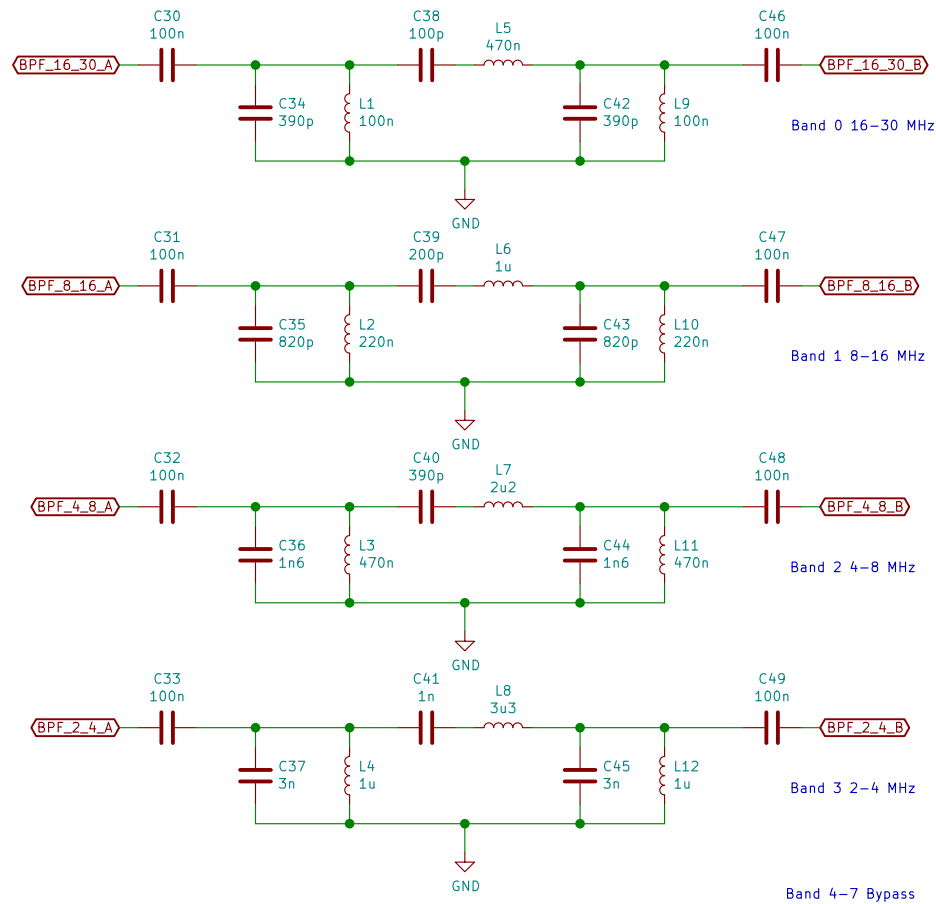 C30
100n
C38
100p
L5
470n
C46
100n
BPF_16_30_A
BPF_16_30_B
C34
390p
L1
100n
C42
390p
L9
100n
Band 0 16-30 MHz
GND
C31
100n
C39
200p
L6
1u
C47
100n
BPF_8_16_A
BPF_8_16_B
C35
820p
L2
220n
C43
820p
L10
220n
Band 1 8-16 MHz
GND
C32
100n
C40
390p
L7
2u2
C48
100n
BPF_4_8_A
BPF_4_8_B
C36
1n6
L3
470n
C44
1n6
L11
470n
Band 2 4-8 MHz
GND
C33
100n
C41
1n
L8
3u3
C49
100n
BPF_2_4_A
BPF_2_4_B
C37
3n
L4
1u
C45
3n
L12
1u
Band 3 2-4 MHz
GND
Band 4-7 Bypass